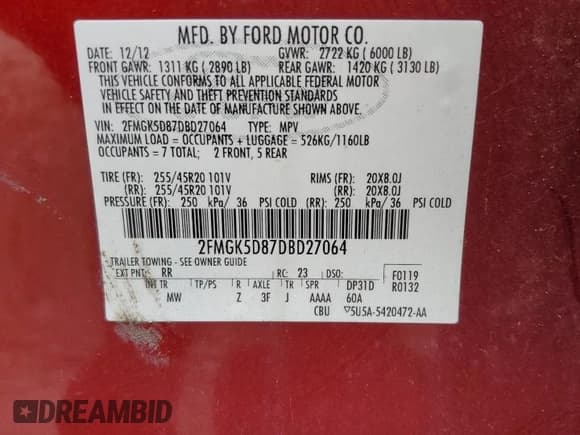 MFD. BY FORD MOTOR CO.
DATE: 12/12 GVWR: 2722 KG ( 6000 LB)
FRONT GAWR: 1311 KG ( 2890 LB) REAR GAWR: 1420 KG ( 3130 LB)
THIS VEHICLE CONFORMS TO ALL APPLICABLE FEDERAL MOTOR
VEHICLE SAFETY AND THEFT PREVENTION STANDARDS
IN EFFECT ON THE DATE OF MANUFACTURE SHOWN ABOVE.
VIN: 2FMGK5D87DBD27064 TYPE: MPV
MAXIMUM LOAD = OCCUPANTS + LUGGAGE = 526KG/1160LB
OCCUPANTS = 7 TOTAL; 2 FRONT, 5 REAR
TIRE (FR): 255/45R20 101V RIMS (FR): 20X8.0J
(RR): 255/45R20 101V (RR): 20X8.0J
PRESSURE (FR): 250 kPa/ 36 PSI COLD (RR): 250 kPa/ 36 PSI COLD
2FMGK5D87DBD27064
TRAILER TOWING - SEE OWNER GUIDE
EXT PNT: RR RC: 23 DSO: F0119
INT TR TP/PS R AXLE TR SPR DP31D R0132
MW Z 3F J AAAA 60A
CBU 5U5A-5420472-AA
DREAMBID